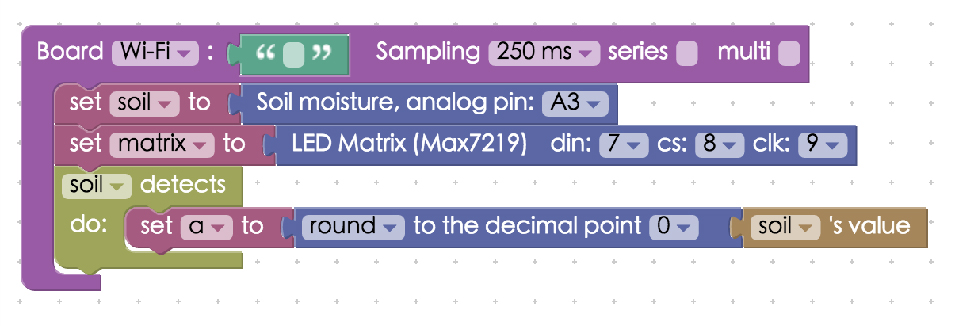 Board Wi-Fi : “ ” Sampling 250 ms series multi
set soil to Soil moisture, analog pin: A3
set matrix to LED Matrix (Max7219) din: 7 cs: 8 clk: 9
soil detects
do: set a to round to the decimal point 0 soil 's value